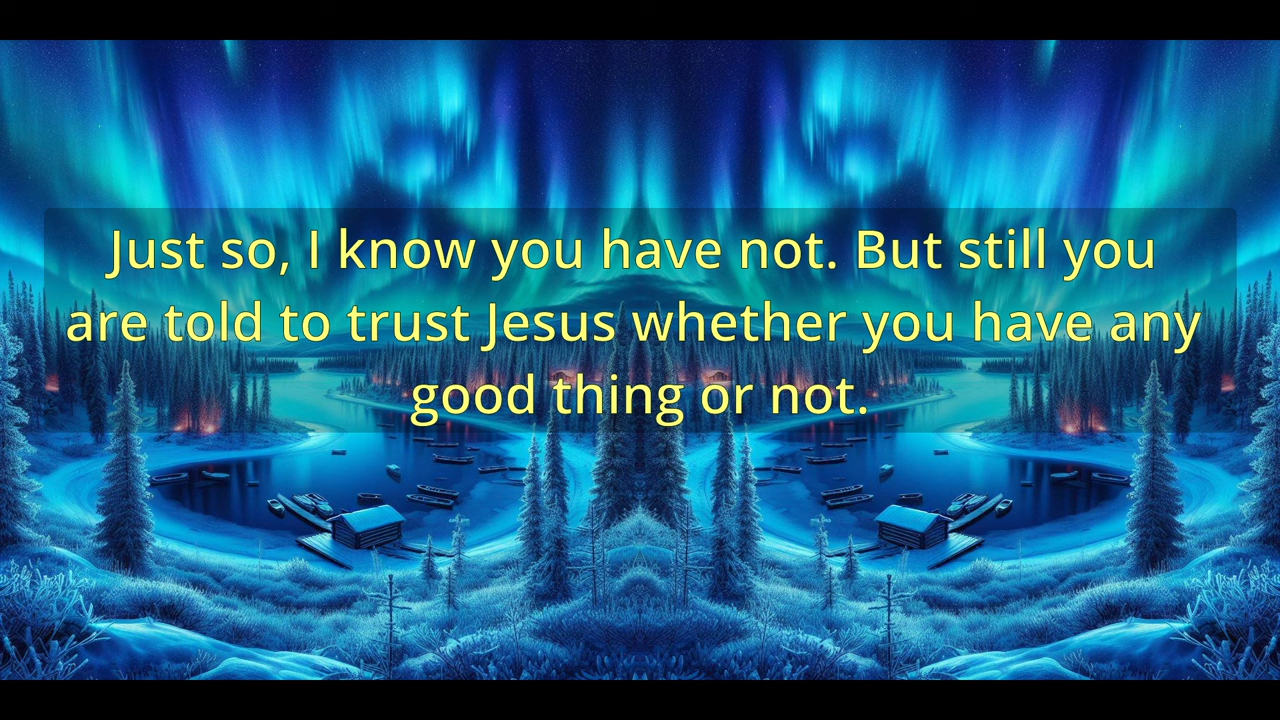 Just so, I know you have not. But still you
are told to trust Jesus whether you have any
good thing or not.